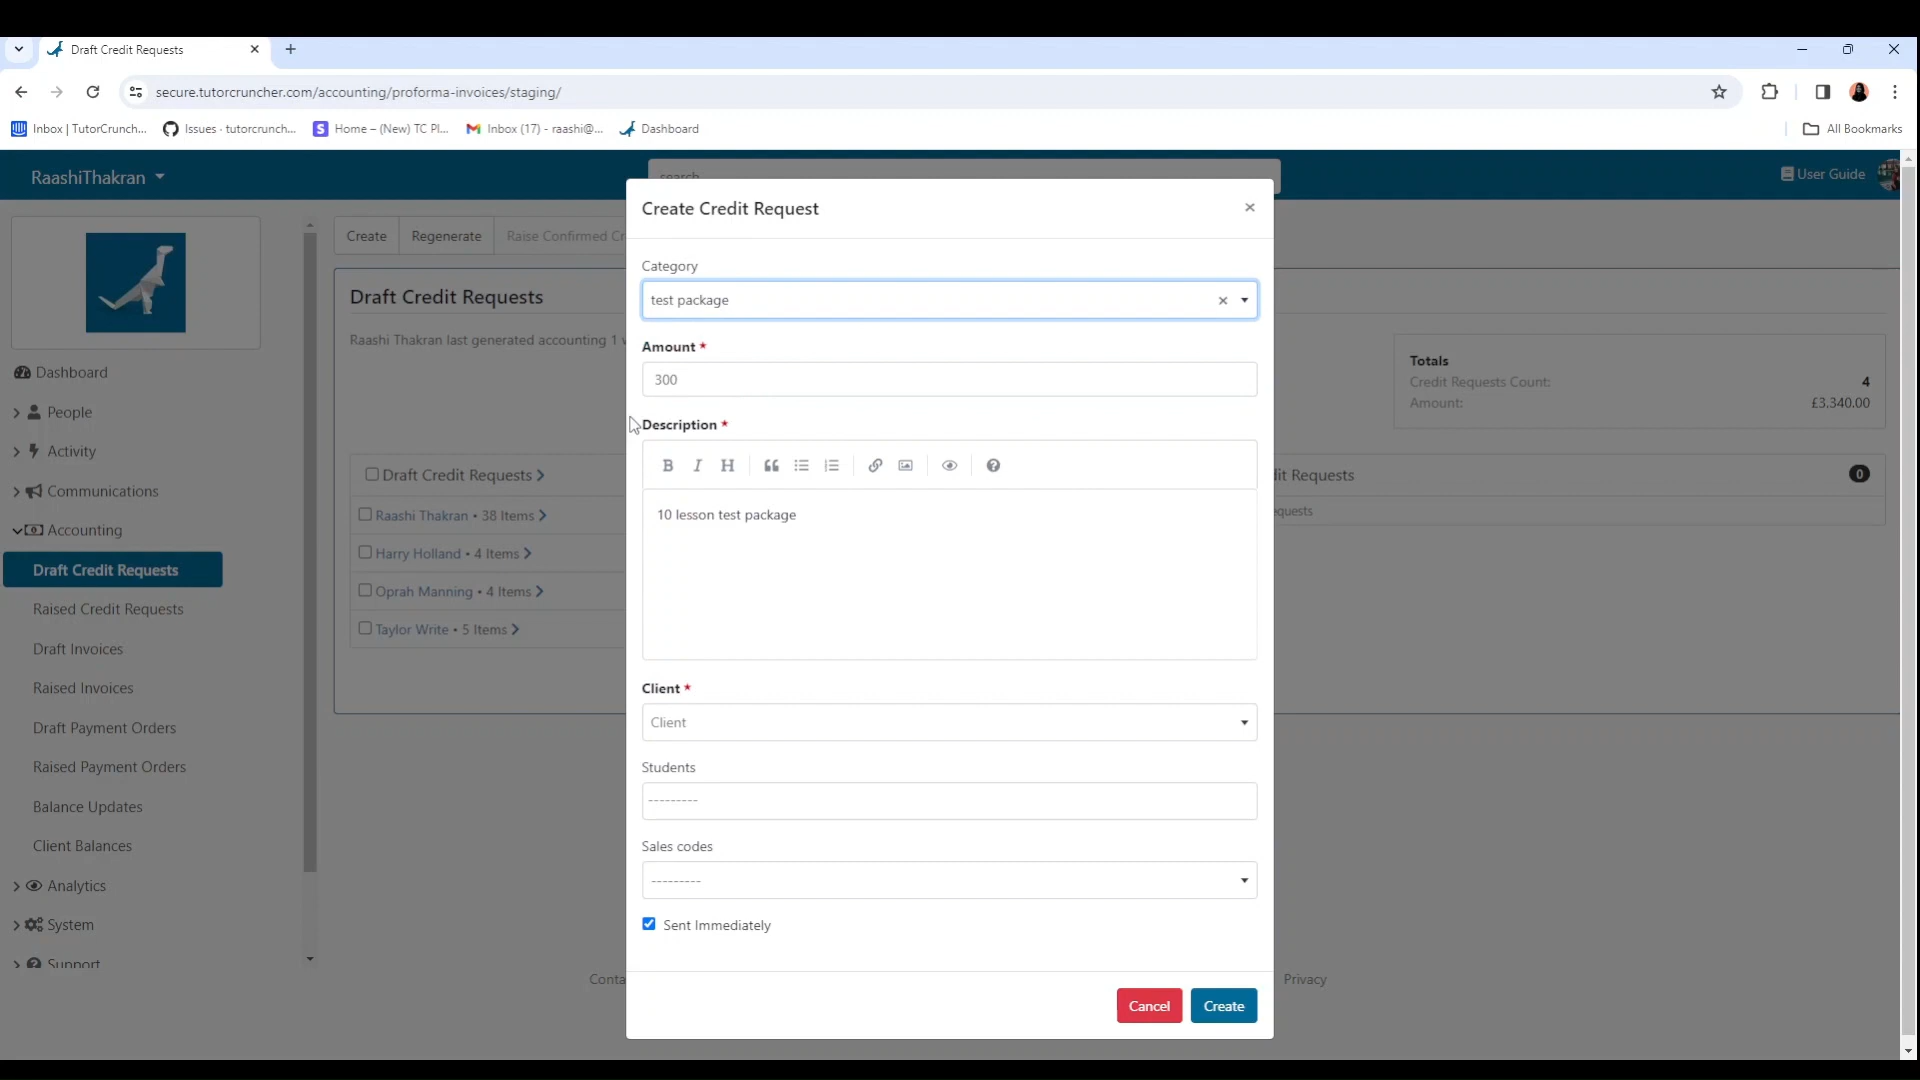 Draft Credit Requests
secure.tutorcruncher.com/accounting/proforma-invoices/staging/
Inbox | TutorCrunch...
Issues · tutorcrunch...
Home – (New) TC Pl...
Inbox (17) - raashi@...
Dashboard
All Bookmarks
RaashiThakran
search
User Guide
Dashboard
People
Activity
Communications
Accounting
Draft Credit Requests
Raised Credit Requests
Draft Invoices
Raised Invoices
Draft Payment Orders
Raised Payment Orders
Balance Updates
Client Balances
Analytics
System
Support
Create
Regenerate
Raise Confirmed Cr
Draft Credit Requests
Raashi Thakran last generated accounting 1
Draft Credit Requests
Raashi Thakran • 38 Items
Harry Holland • 4 Items
Oprah Manning • 4 Items
Taylor Write • 5 Items
Create Credit Request
Category
test package
Amount *
300
Description *
B I H
10 lesson test package
Client *
Client
Students
---------
Sales codes
---------
Sent Immediately
Cancel
Create
Totals
Credit Requests Count: 4
Amount: £3,340.00
dit Requests 0
quests
Conta
Privacy